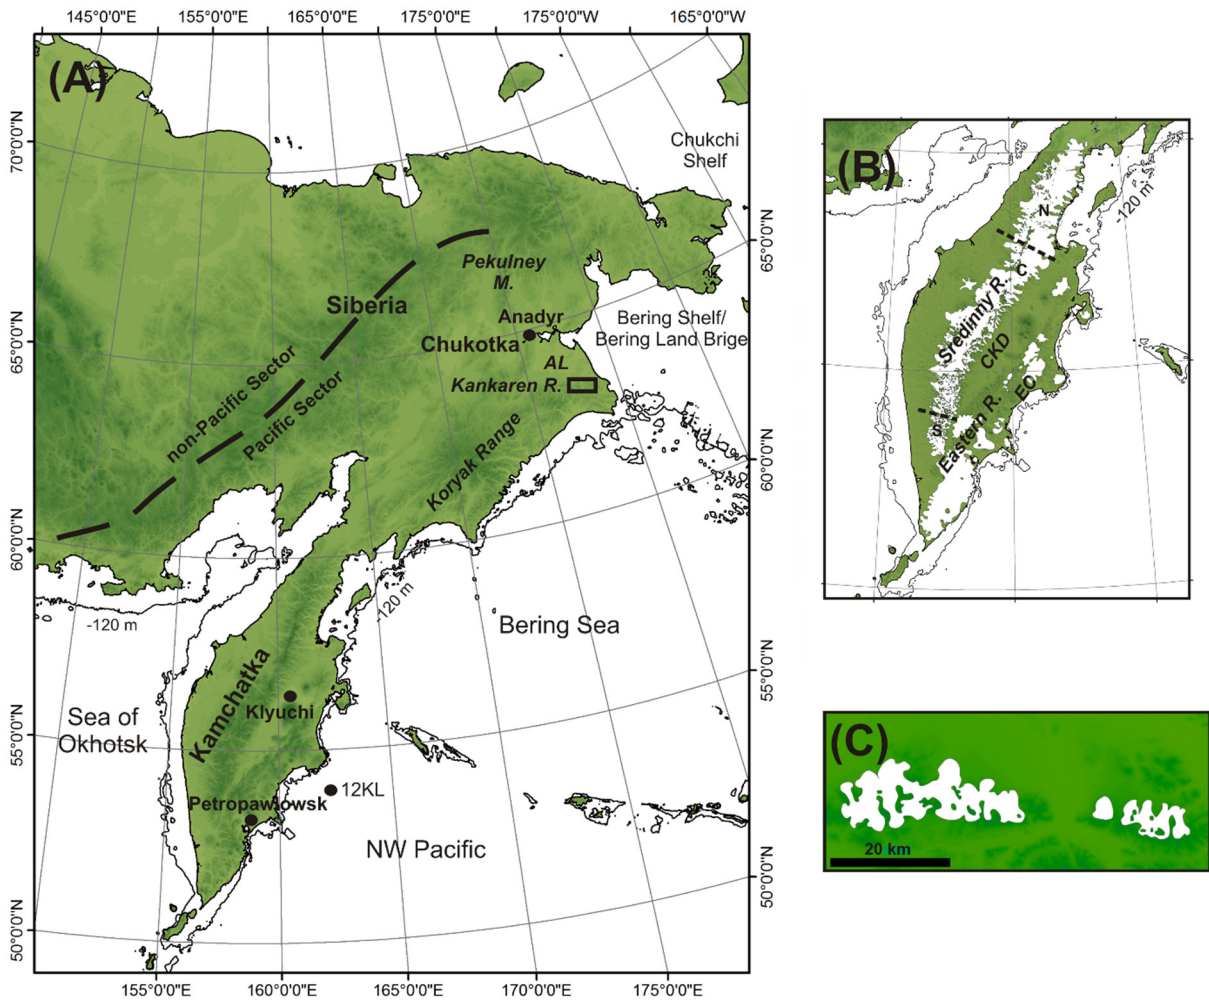 145°0'0"E 155°0'0"E 165°0'0"E 175°0'0"E 175°0'0"W 165°0'0"W
(A)
70°0'0"N
Chukchi
Shelf
65°0'0"N
Pekulney
M.
Siberia
Anadyr
Bering Shelf/
Bering Land Brige
65°0'0"N
Chukotka
AL
Kankaren R.
non-Pacific Sector
Pacific Sector
Koryak Range
60°0'0"N
60°0'0"N
-120 m
-120 m
Bering Sea
Kamchatka
55°0'0"N
Klyuchi
Sea of
Okhotsk
55°0'0"N
12KL
Petropawlowsk
NW Pacific
50°0'0"N
50°0'0"N
155°0'0"E 160°0'0"E 165°0'0"E 170°0'0"E 175°0'0"E
(B)
-120 m
N
C
Sredinny R.
CKD
EC
S
Eastern R.
(C)
20 km